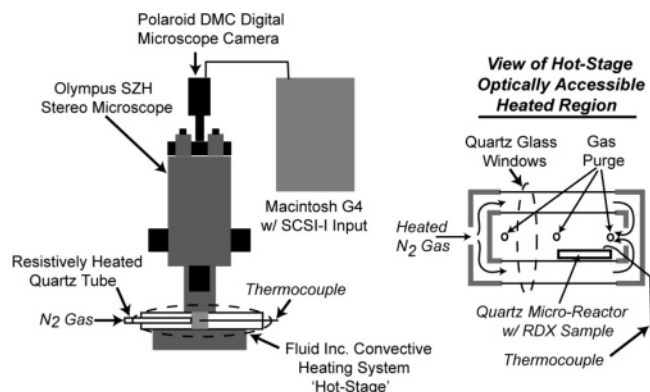 Polaroid DMC Digital
Microscope Camera
Olympus SZH
Stereo Microscope
Macintosh G4
w/ SCSI-I Input
Resistively Heated
Quartz Tube
Thermocouple
N2 Gas
Fluid Inc. Convective
Heating System
'Hot-Stage'
View of Hot-Stage
Optically Accessible
Heated Region
Quartz Glass
Windows
Gas
Purge
Heated
N2 Gas
Quartz Micro-Reactor
w/ RDX Sample
Thermocouple